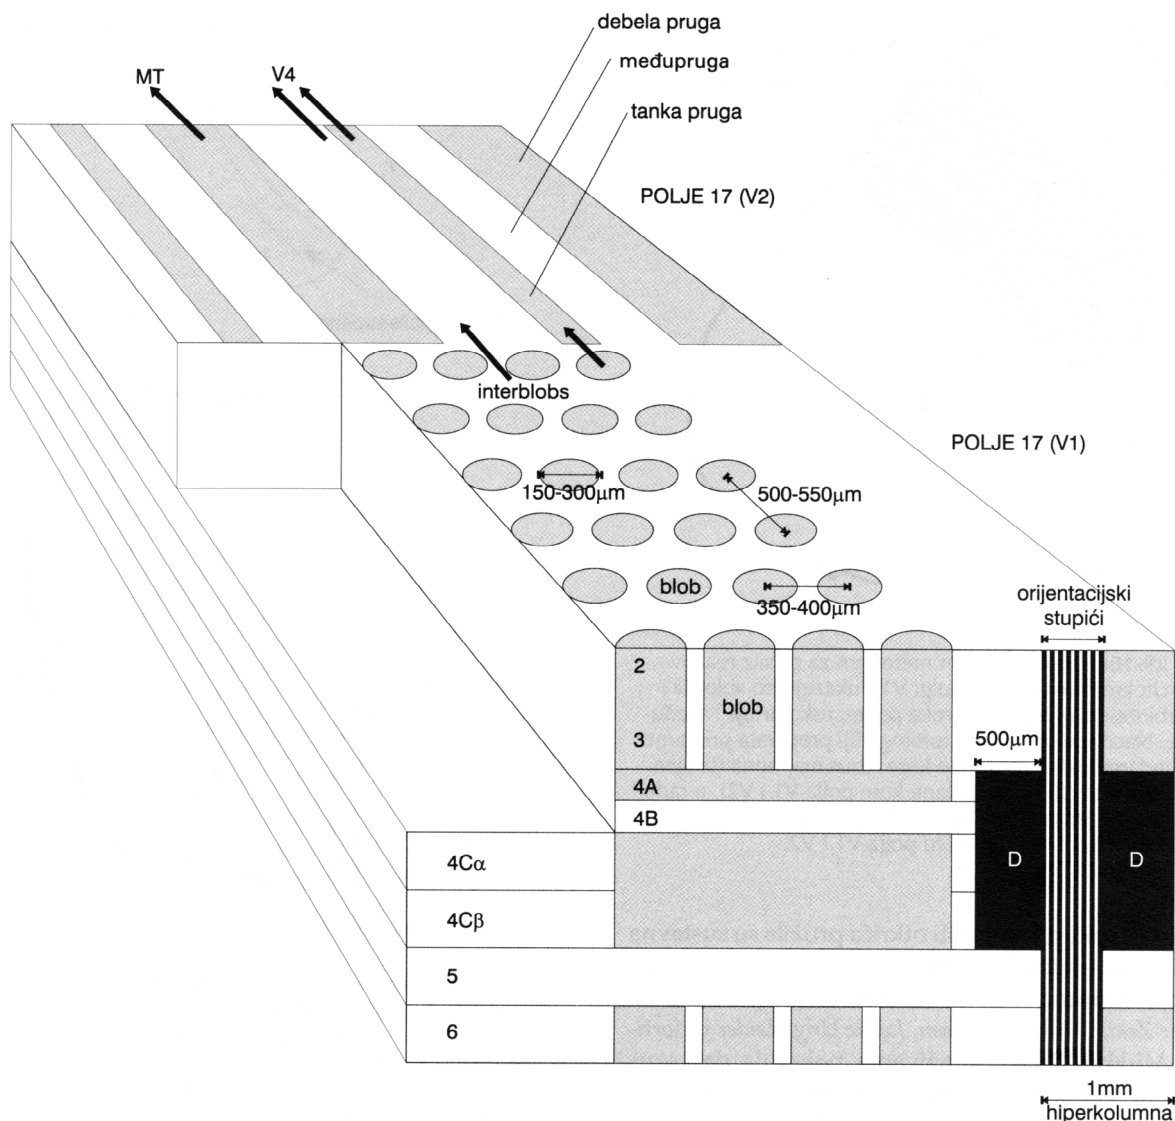 debela pruga
MT
V4
međupruga
tanka pruga
POLJE 17 (V2)
interblobs
POLJE 17 (V1)
150-300μm
500-550μm
blob
350-400μm
orijentacijski
stupići
2
blob
3
500μm
4A
4B
4Cα
D
D
4Cβ
5
6
1mm
hiperkolumna